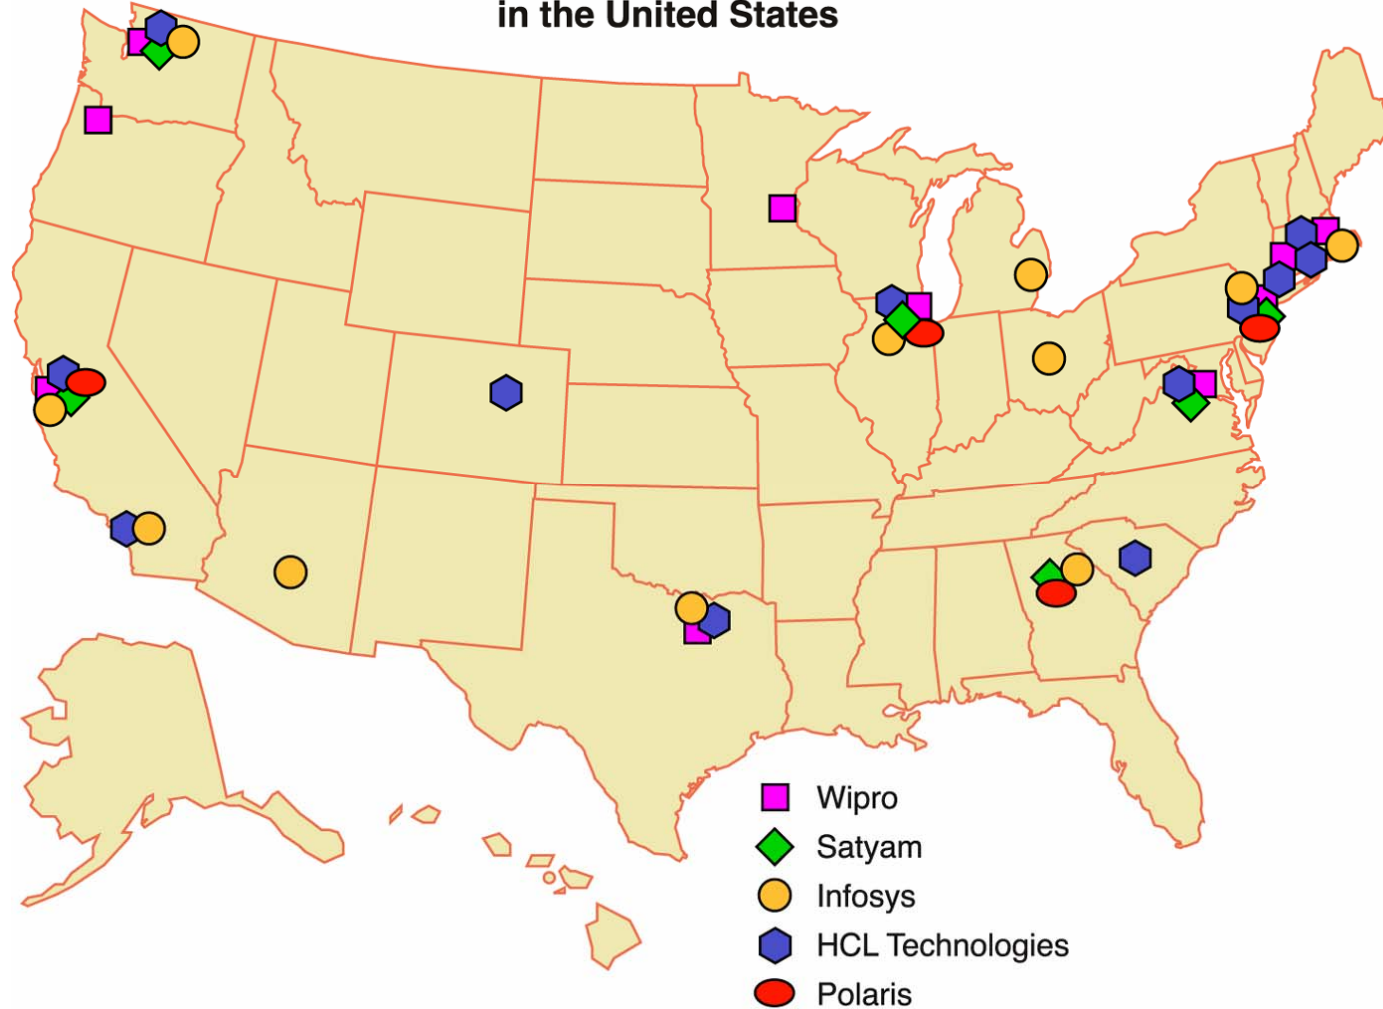 in the United States
Wipro
Satyam
Infosys
HCL Technologies
Polaris